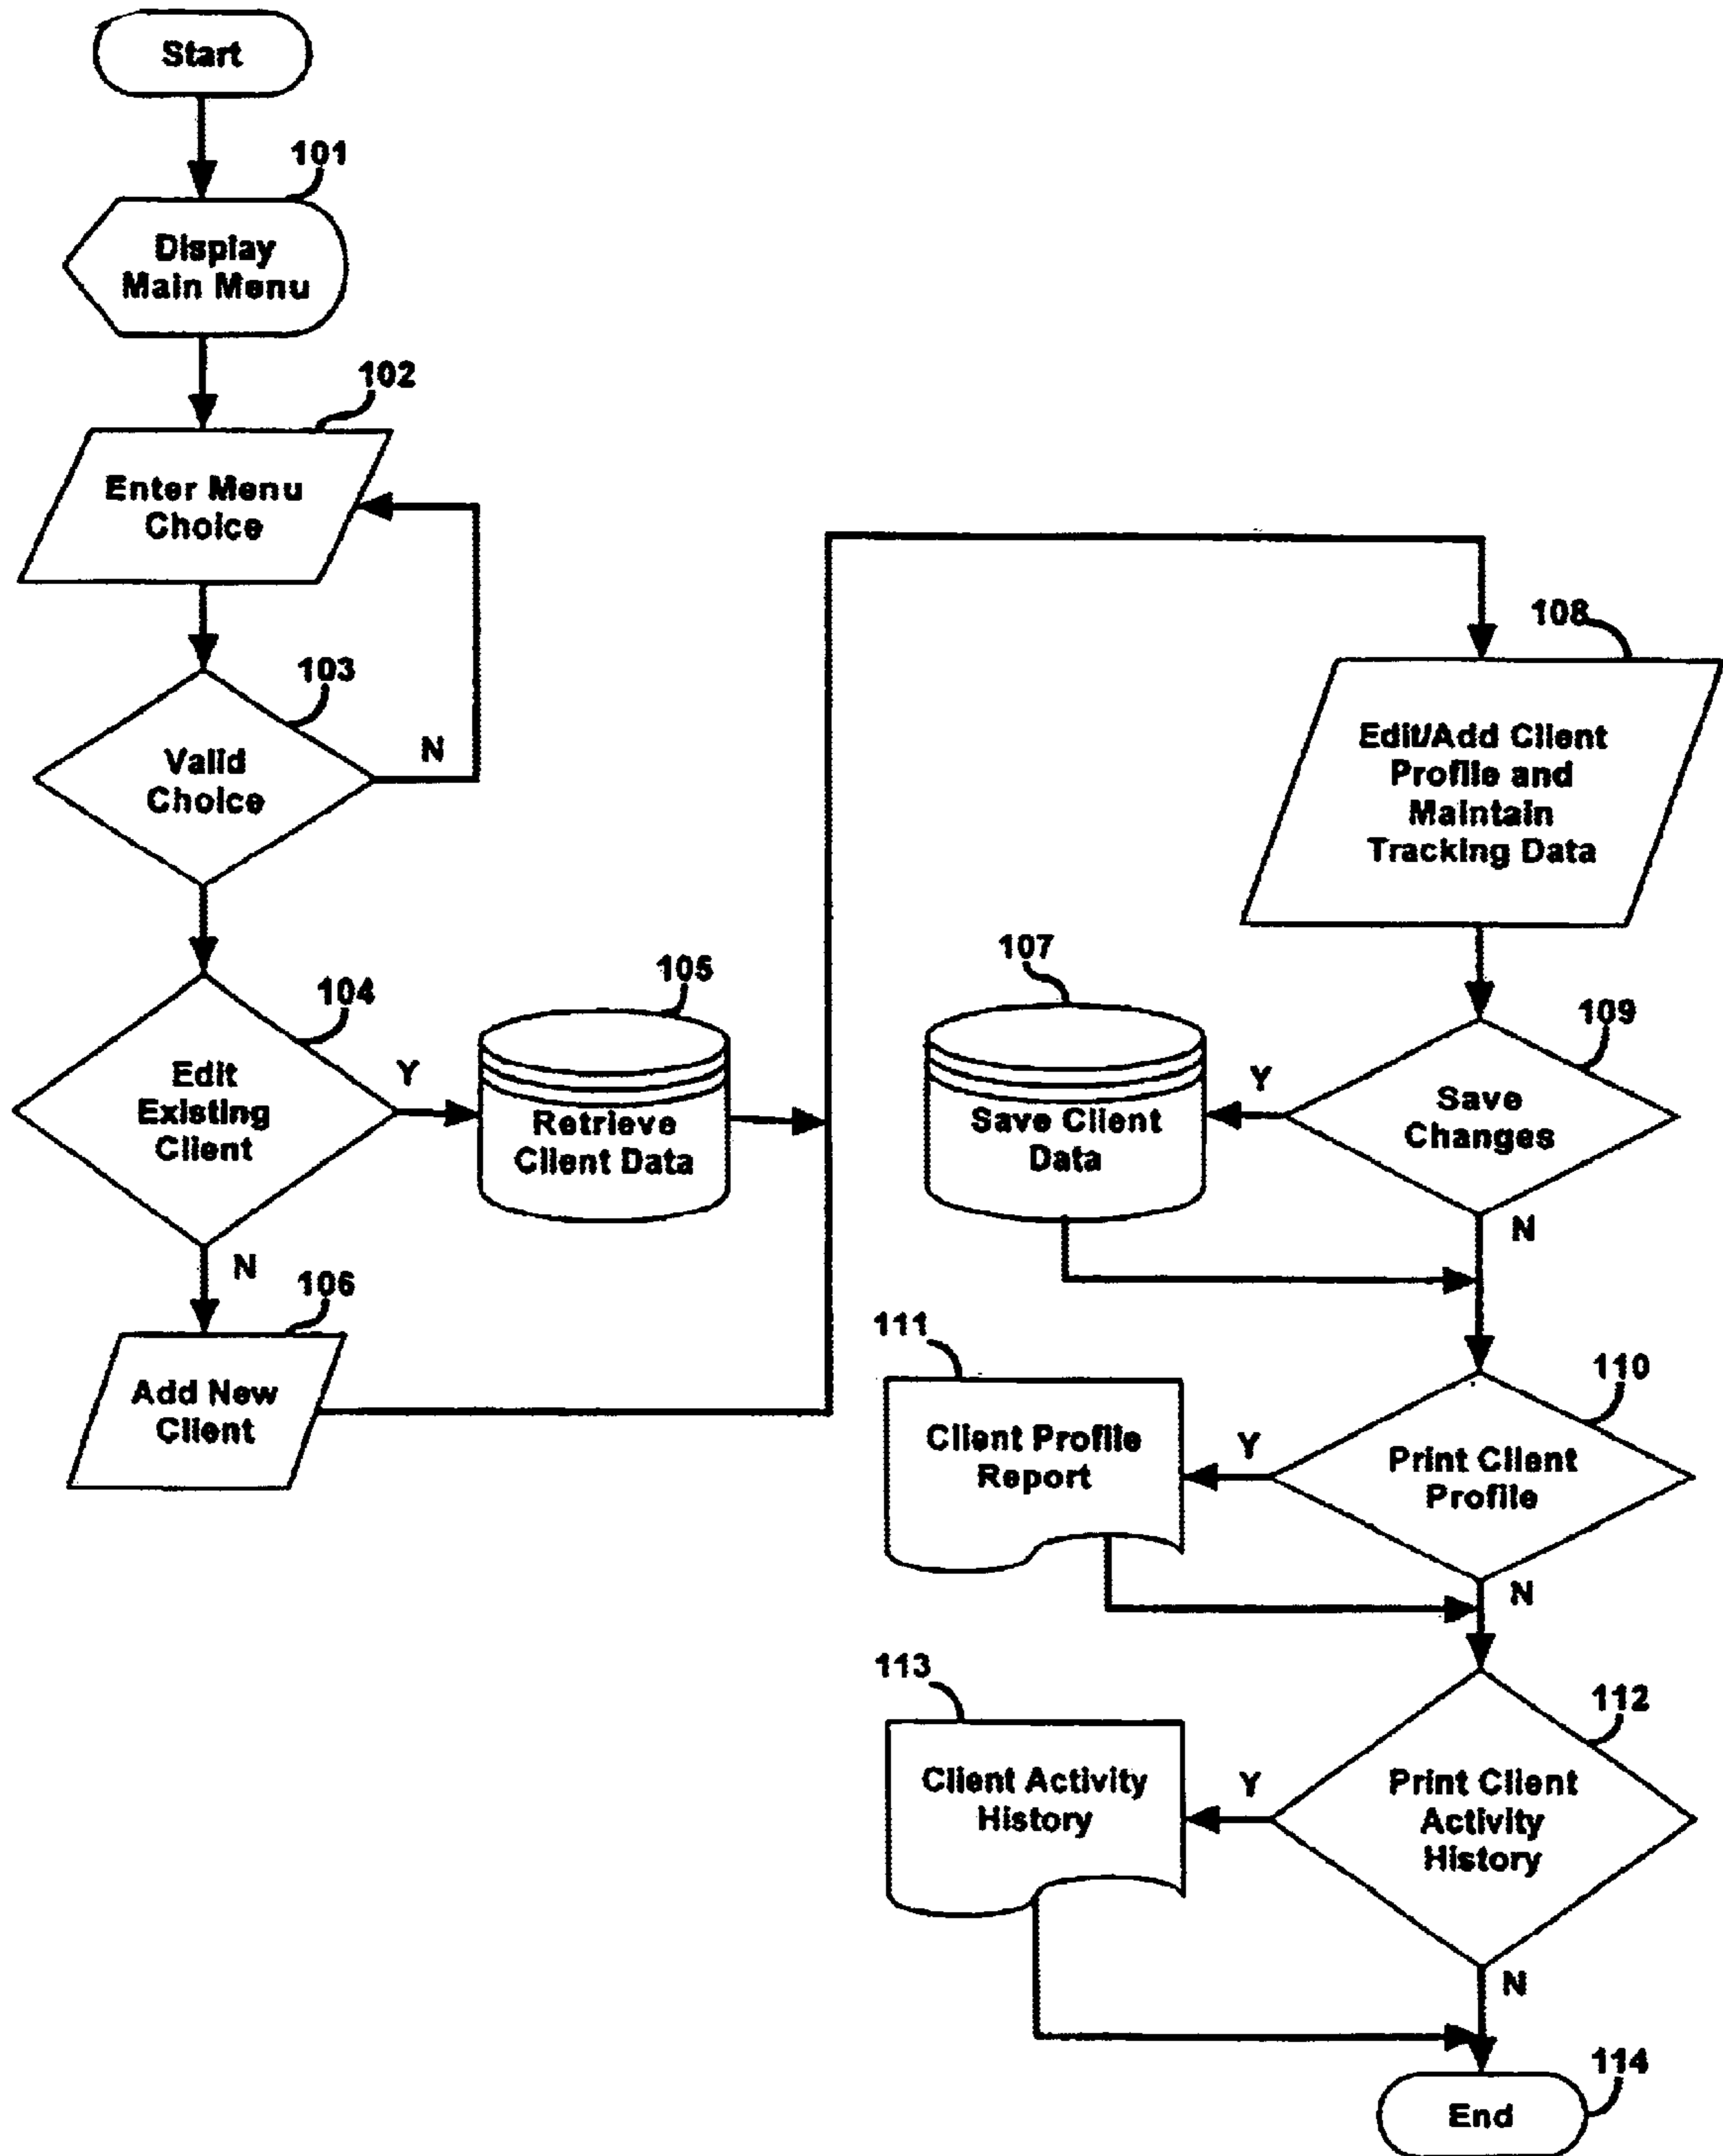 Start
101
Display
Main Menu
102
Enter Menu
Choice
103
Valid
Choice
N
104
Edit
Existing
Client
Y
N
105
Retrieve
Client Data
106
Add New
Client
108
Edit/Add Client
Profile and
Maintain
Tracking Data
107
Save Client
Data
109
Save
Changes
Y
N
111
Client Profile
Report
110
Print Client
Profile
Y
N
113
Client Activity
History
112
Print Client
Activity
History
Y
N
End
114